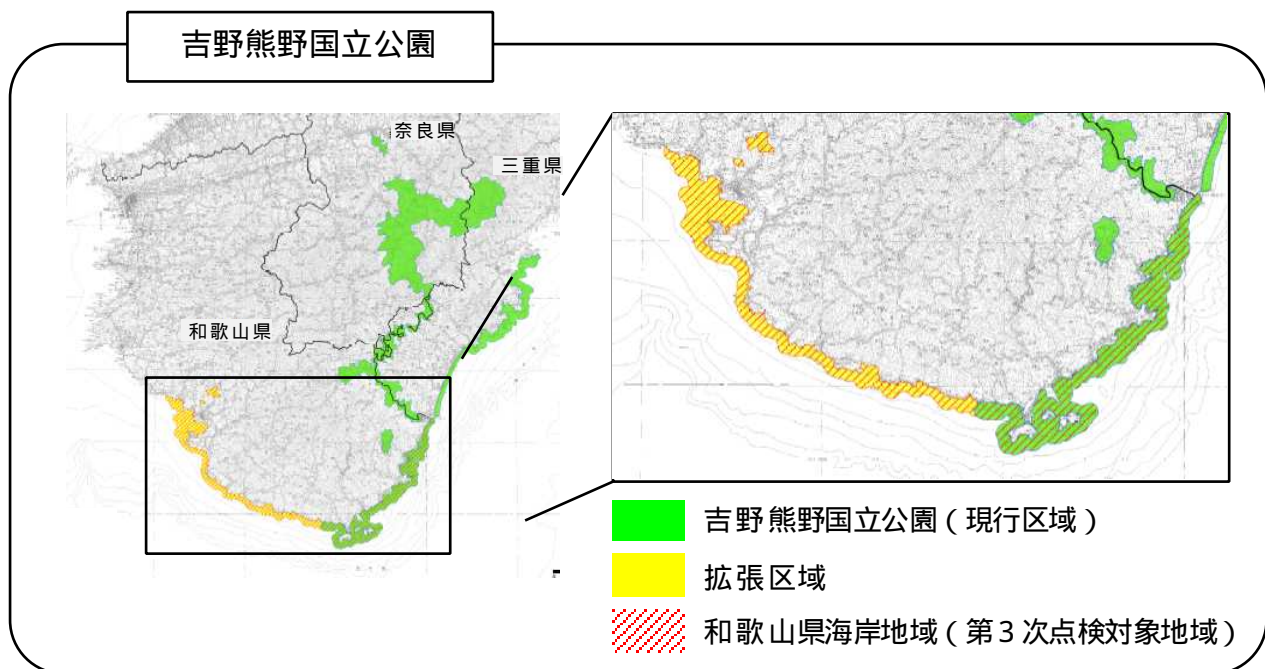 吉野熊野国立公園
奈良県
三重県
和歌山県
吉野熊野国立公園(現行区域)
拡張区域
和歌山県海岸地域(第3次点検対象地域)